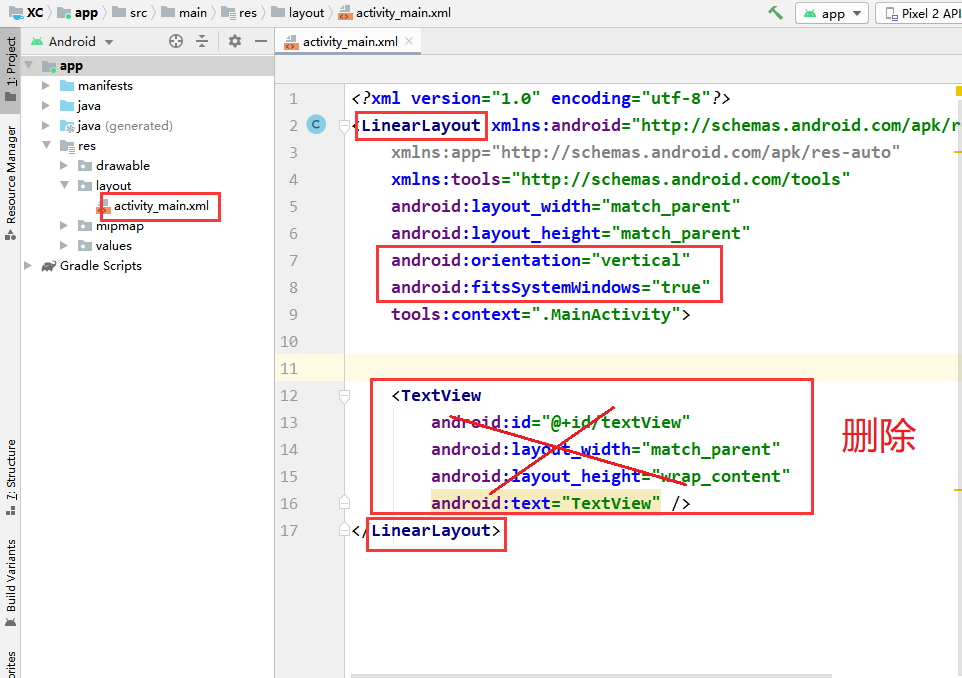 XC app src main res layout activity_main.xml app Pixel 2 API
1: Project
Resource Manager
7: Structure
Build Variants
Android
app
manifests
java
java (generated)
res
drawable
layout
activity_main.xml
mipmap
values
Gradle Scripts
activity_main.xml
1 <?xml version="1.0" encoding="utf-8"?>
2 C <LinearLayout xmlns:android="http://schemas.android.com/apk/r
3 xmlns:app="http://schemas.android.com/apk/res-auto"
4 xmlns:tools="http://schemas.android.com/tools"
5 android:layout_width="match_parent"
6 android:layout_height="match_parent"
7 android:orientation="vertical"
8 android:fitsSystemWindows="true"
9 tools:context=".MainActivity">
10
11
12 <TextView
13 android:id="@+id/textView"
14 android:layout_width="match_parent"
15 android:layout_height="wrap_content"
16 android:text="TextView" />
17 </LinearLayout>
删除